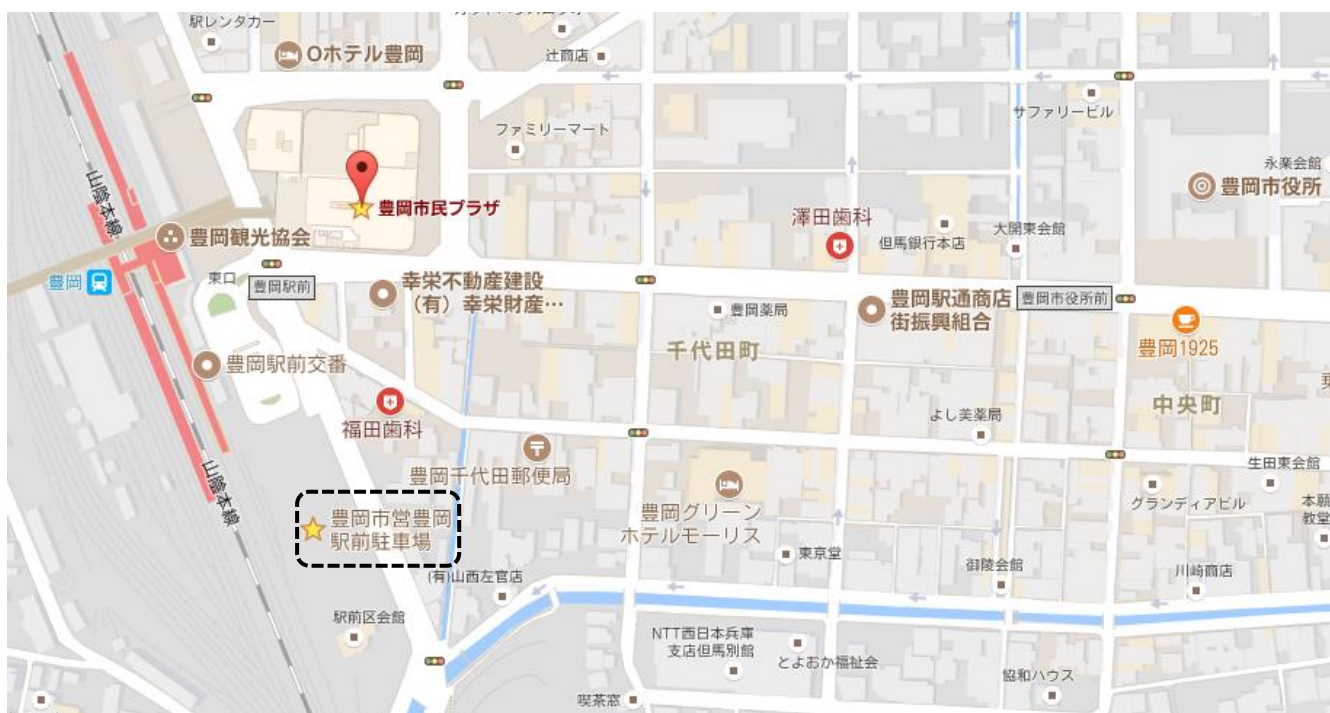 駅レンタカー
Oホテル豊岡
辻商店
サファリービル
ファミリーマート
永楽会館
豊岡市役所
山陰本線
豊岡市民プラザ
澤田歯科
但馬銀行本店
大開東会館
豊岡観光協会
豊岡
東口
豊岡駅前
幸栄不動産建設
(有)幸栄財産…
豊岡薬局
豊岡駅通商店
街振興組合
豊岡市役所前
豊岡1925
千代田町
豊岡駅前交番
中央町
福田歯科
よし美薬局
豊岡千代田郵便局
生田東会館
山陰本線
豊岡市営豊岡
駅前駐車場
豊岡グリーン
ホテルモーリス
グランディアビル
本願
教堂
東京堂
御陵会館
川崎商店
(有)山西左官店
駅前区会館
NTT西日本兵庫
支店但馬別館
とよおか福祉会
協和ハウス
喫茶窓